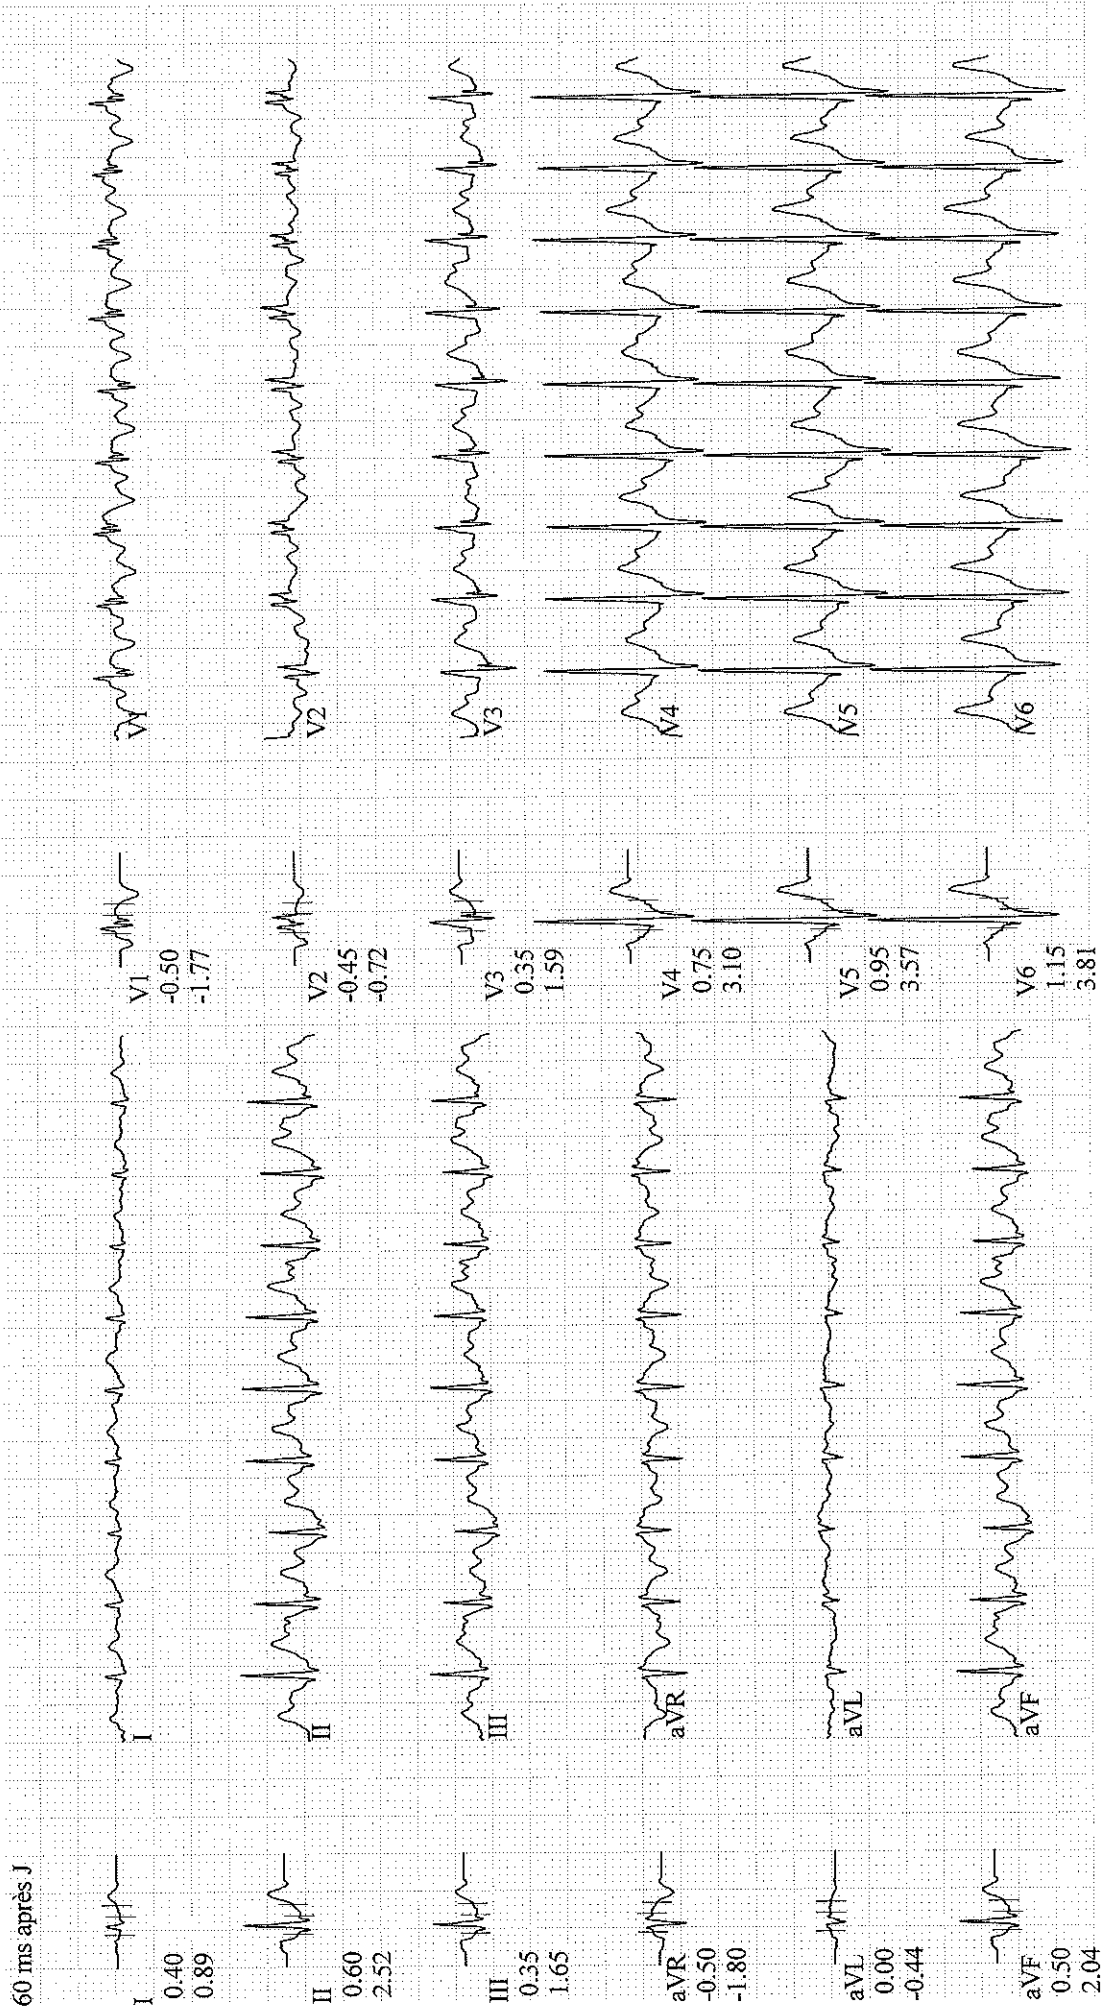 60 ms après J
I
0.40
0.89
II
0.60
2.52
III
0.35
1.65
aVR
-0.50
-1.80
aVL
0.00
-0.44
aVF
0.50
2.04
I
II
III
aVR
aVL
aVF
V1
-0.50
-1.77
V2
-0.45
-0.72
V3
0.35
1.59
V4
0.75
3.10
V5
0.95
3.57
V6
1.15
3.81
V1
V2
V3
V4
V5
V6